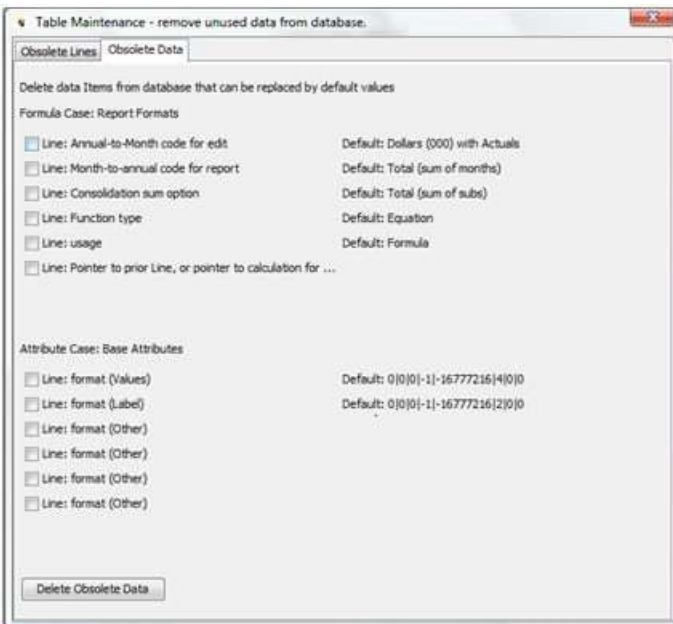 Table Maintenance - remove unused data from database.
Obsolete Lines Obsolete Data
Delete data Items from database that can be replaced by default values
Formula Case: Report Formats
Line: Annual-to-Month code for edit Default: Dollars (000) with Actuals
Line: Month-to-annual code for report Default: Total (sum of months)
Line: Consolidation sum option Default: Total (sum of subs)
Line: Function type Default: Equation
Line: usage Default: Formula
Line: Pointer to prior Line, or pointer to calculation for ...
Attribute Case: Base Attributes
Line: format (Values) Default: 0|0|0|-1|-16777216|4|0|0
Line: format (Label) Default: 0|0|0|-1|-16777216|2|0|0
Line: format (Other)
Line: format (Other)
Line: format (Other)
Line: format (Other)
Delete Obsolete Data